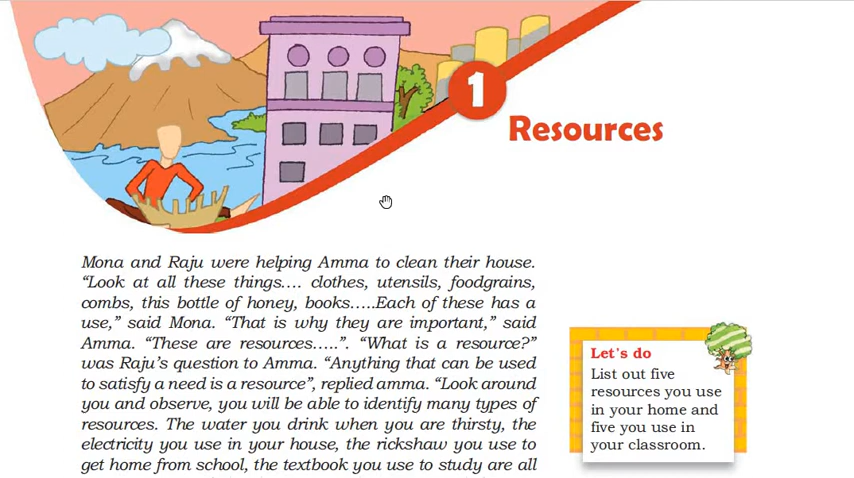 1
Resources
Mona and Raju were helping Amma to clean their house.
“Look at all these things…. clothes, utensils, foodgrains,
combs, this bottle of honey, books…..Each of these has a
use,” said Mona. “That is why they are important,” said
Amma. “These are resources…..”. “What is a resource?”
was Raju’s question to Amma. “Anything that can be used
to satisfy a need is a resource”, replied amma. “Look around
you and observe, you will be able to identify many types of
resources. The water you drink when you are thirsty, the
electricity you use in your house, the rickshaw you use to
get home from school, the textbook you use to study are all
Let’s do
List out five
resources you use
in your home and
five you use in
your classroom.